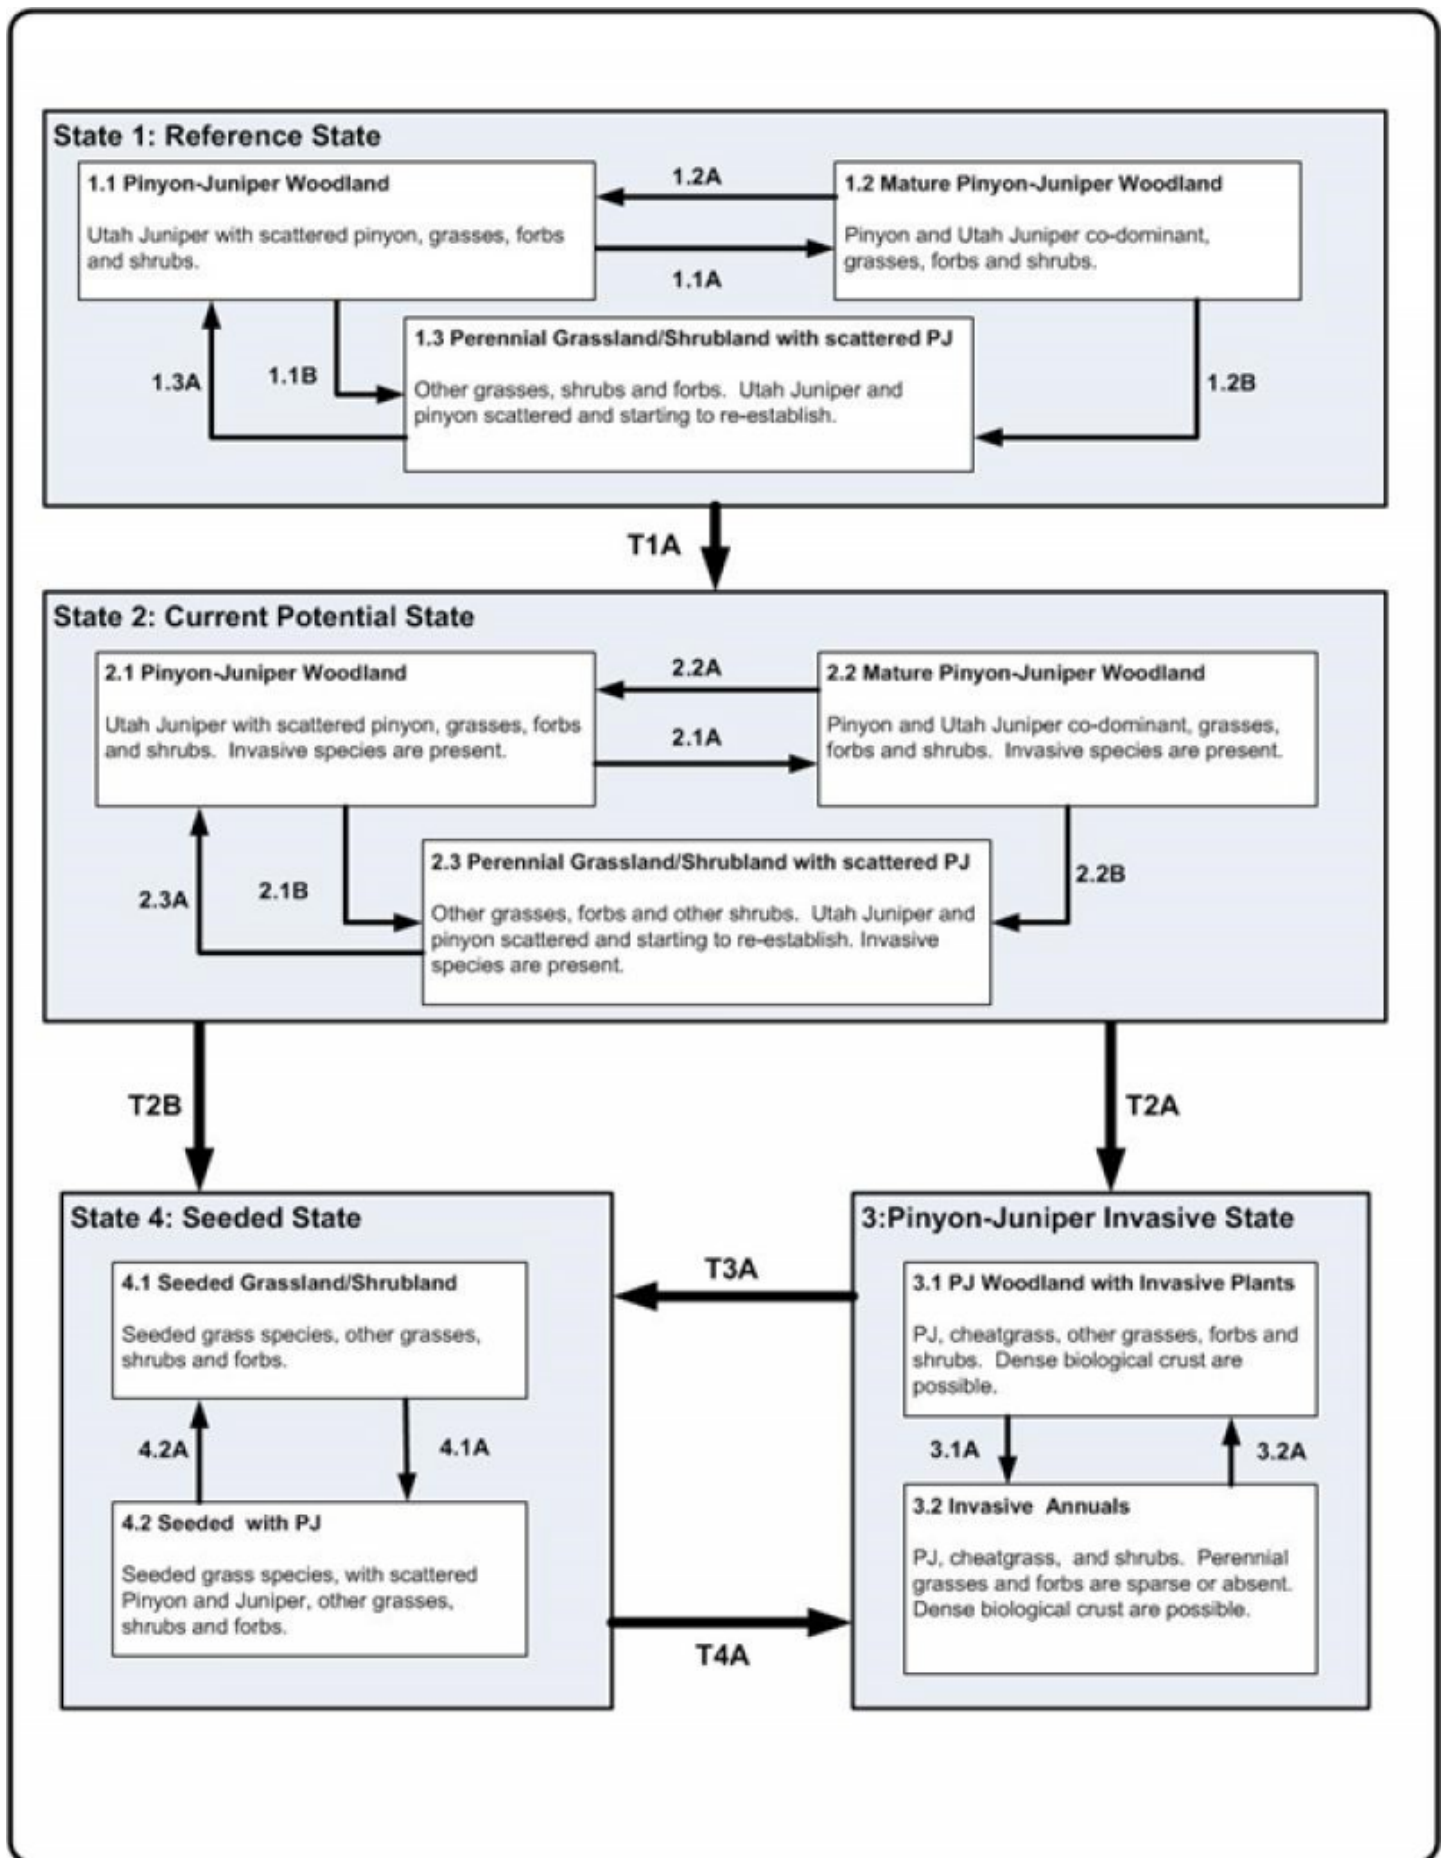 State 1: Reference State
1.1 Pinyon-Juniper Woodland
Utah Juniper with scattered pinyon, grasses, forbs
and shrubs.
1.2A
1.1A
1.2 Mature Pinyon-Juniper Woodland
Pinyon and Utah Juniper co-dominant,
grasses, forbs and shrubs.
1.3A
1.1B
1.3 Perennial Grassland/Shrubland with scattered PJ
Other grasses, shrubs and forbs. Utah Juniper and
pinyon scattered and starting to re-establish.
1.2B
T1A
State 2: Current Potential State
2.1 Pinyon-Juniper Woodland
Utah Juniper with scattered pinyon, grasses, forbs
and shrubs. Invasive species are present.
2.2A
2.1A
2.2 Mature Pinyon-Juniper Woodland
Pinyon and Utah Juniper co-dominant, grasses,
forbs and shrubs. Invasive species are present.
2.3A
2.1B
2.3 Perennial Grassland/Shrubland with scattered PJ
Other grasses, forbs and other shrubs. Utah Juniper and
pinyon scattered and starting to re-establish. Invasive
species are present.
2.2B
T2B
T2A
State 4: Seeded State
4.1 Seeded Grassland/Shrubland
Seeded grass species, other grasses,
shrubs and forbs.
4.2A
4.1A
4.2 Seeded with PJ
Seeded grass species, with scattered
Pinyon and Juniper, other grasses,
shrubs and forbs.
T3A
T4A
3:Pinyon-Juniper Invasive State
3.1 PJ Woodland with Invasive Plants
PJ, cheatgrass, other grasses, forbs and
shrubs. Dense biological crust are
possible.
3.1A
3.2A
3.2 Invasive Annuals
PJ, cheatgrass, and shrubs. Perennial
grasses and forbs are sparse or absent.
Dense biological crust are possible.